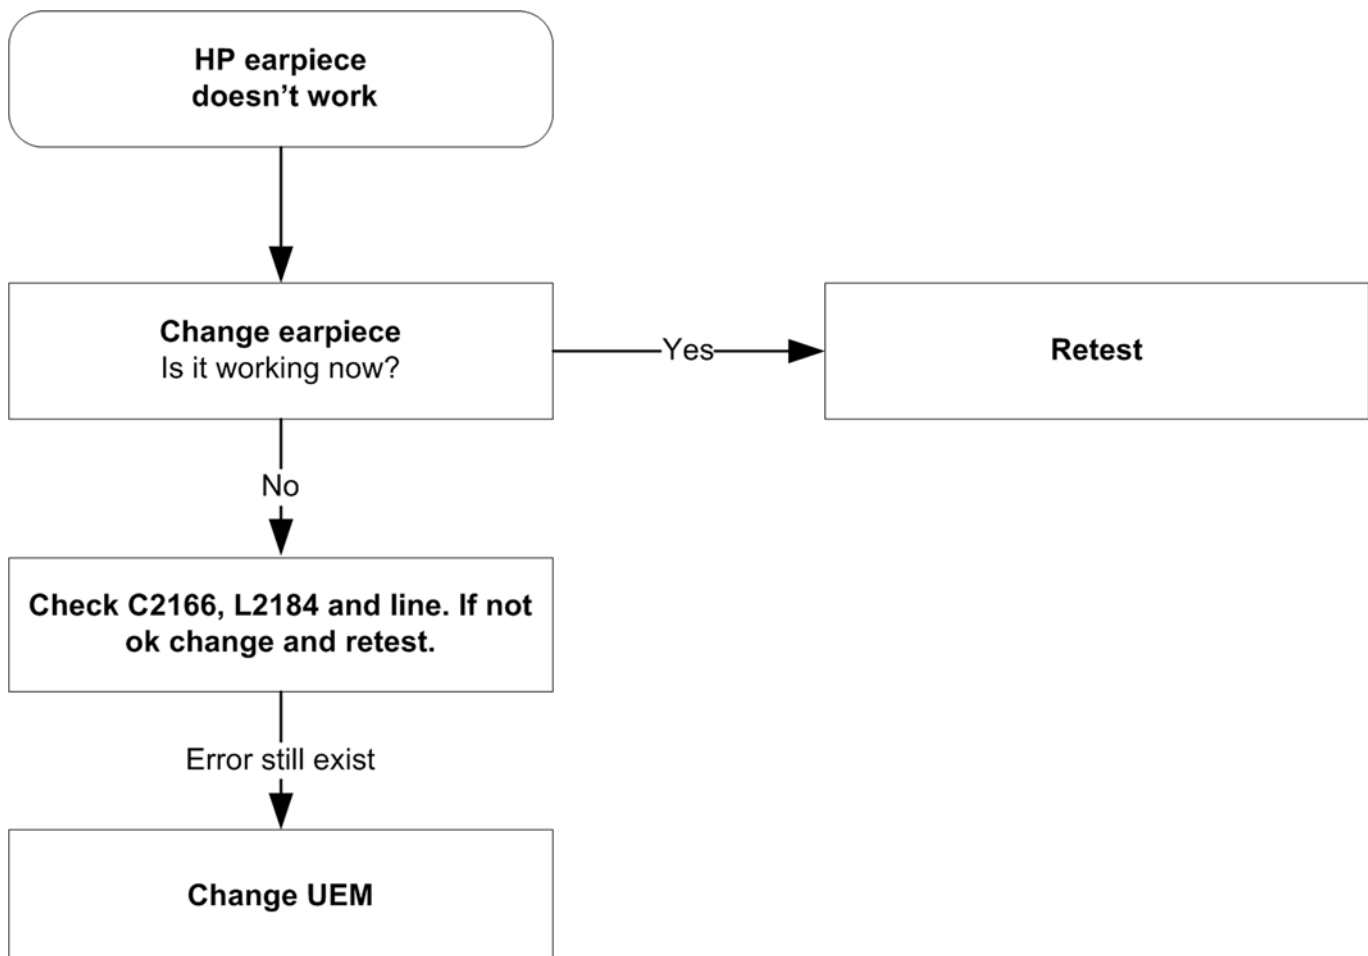 HP earpiece
doesn’t work
Change earpiece
Is it working now?
Yes
Retest
No
Check C2166, L2184 and line. If not
ok change and retest.
Error still exist
Change UEM